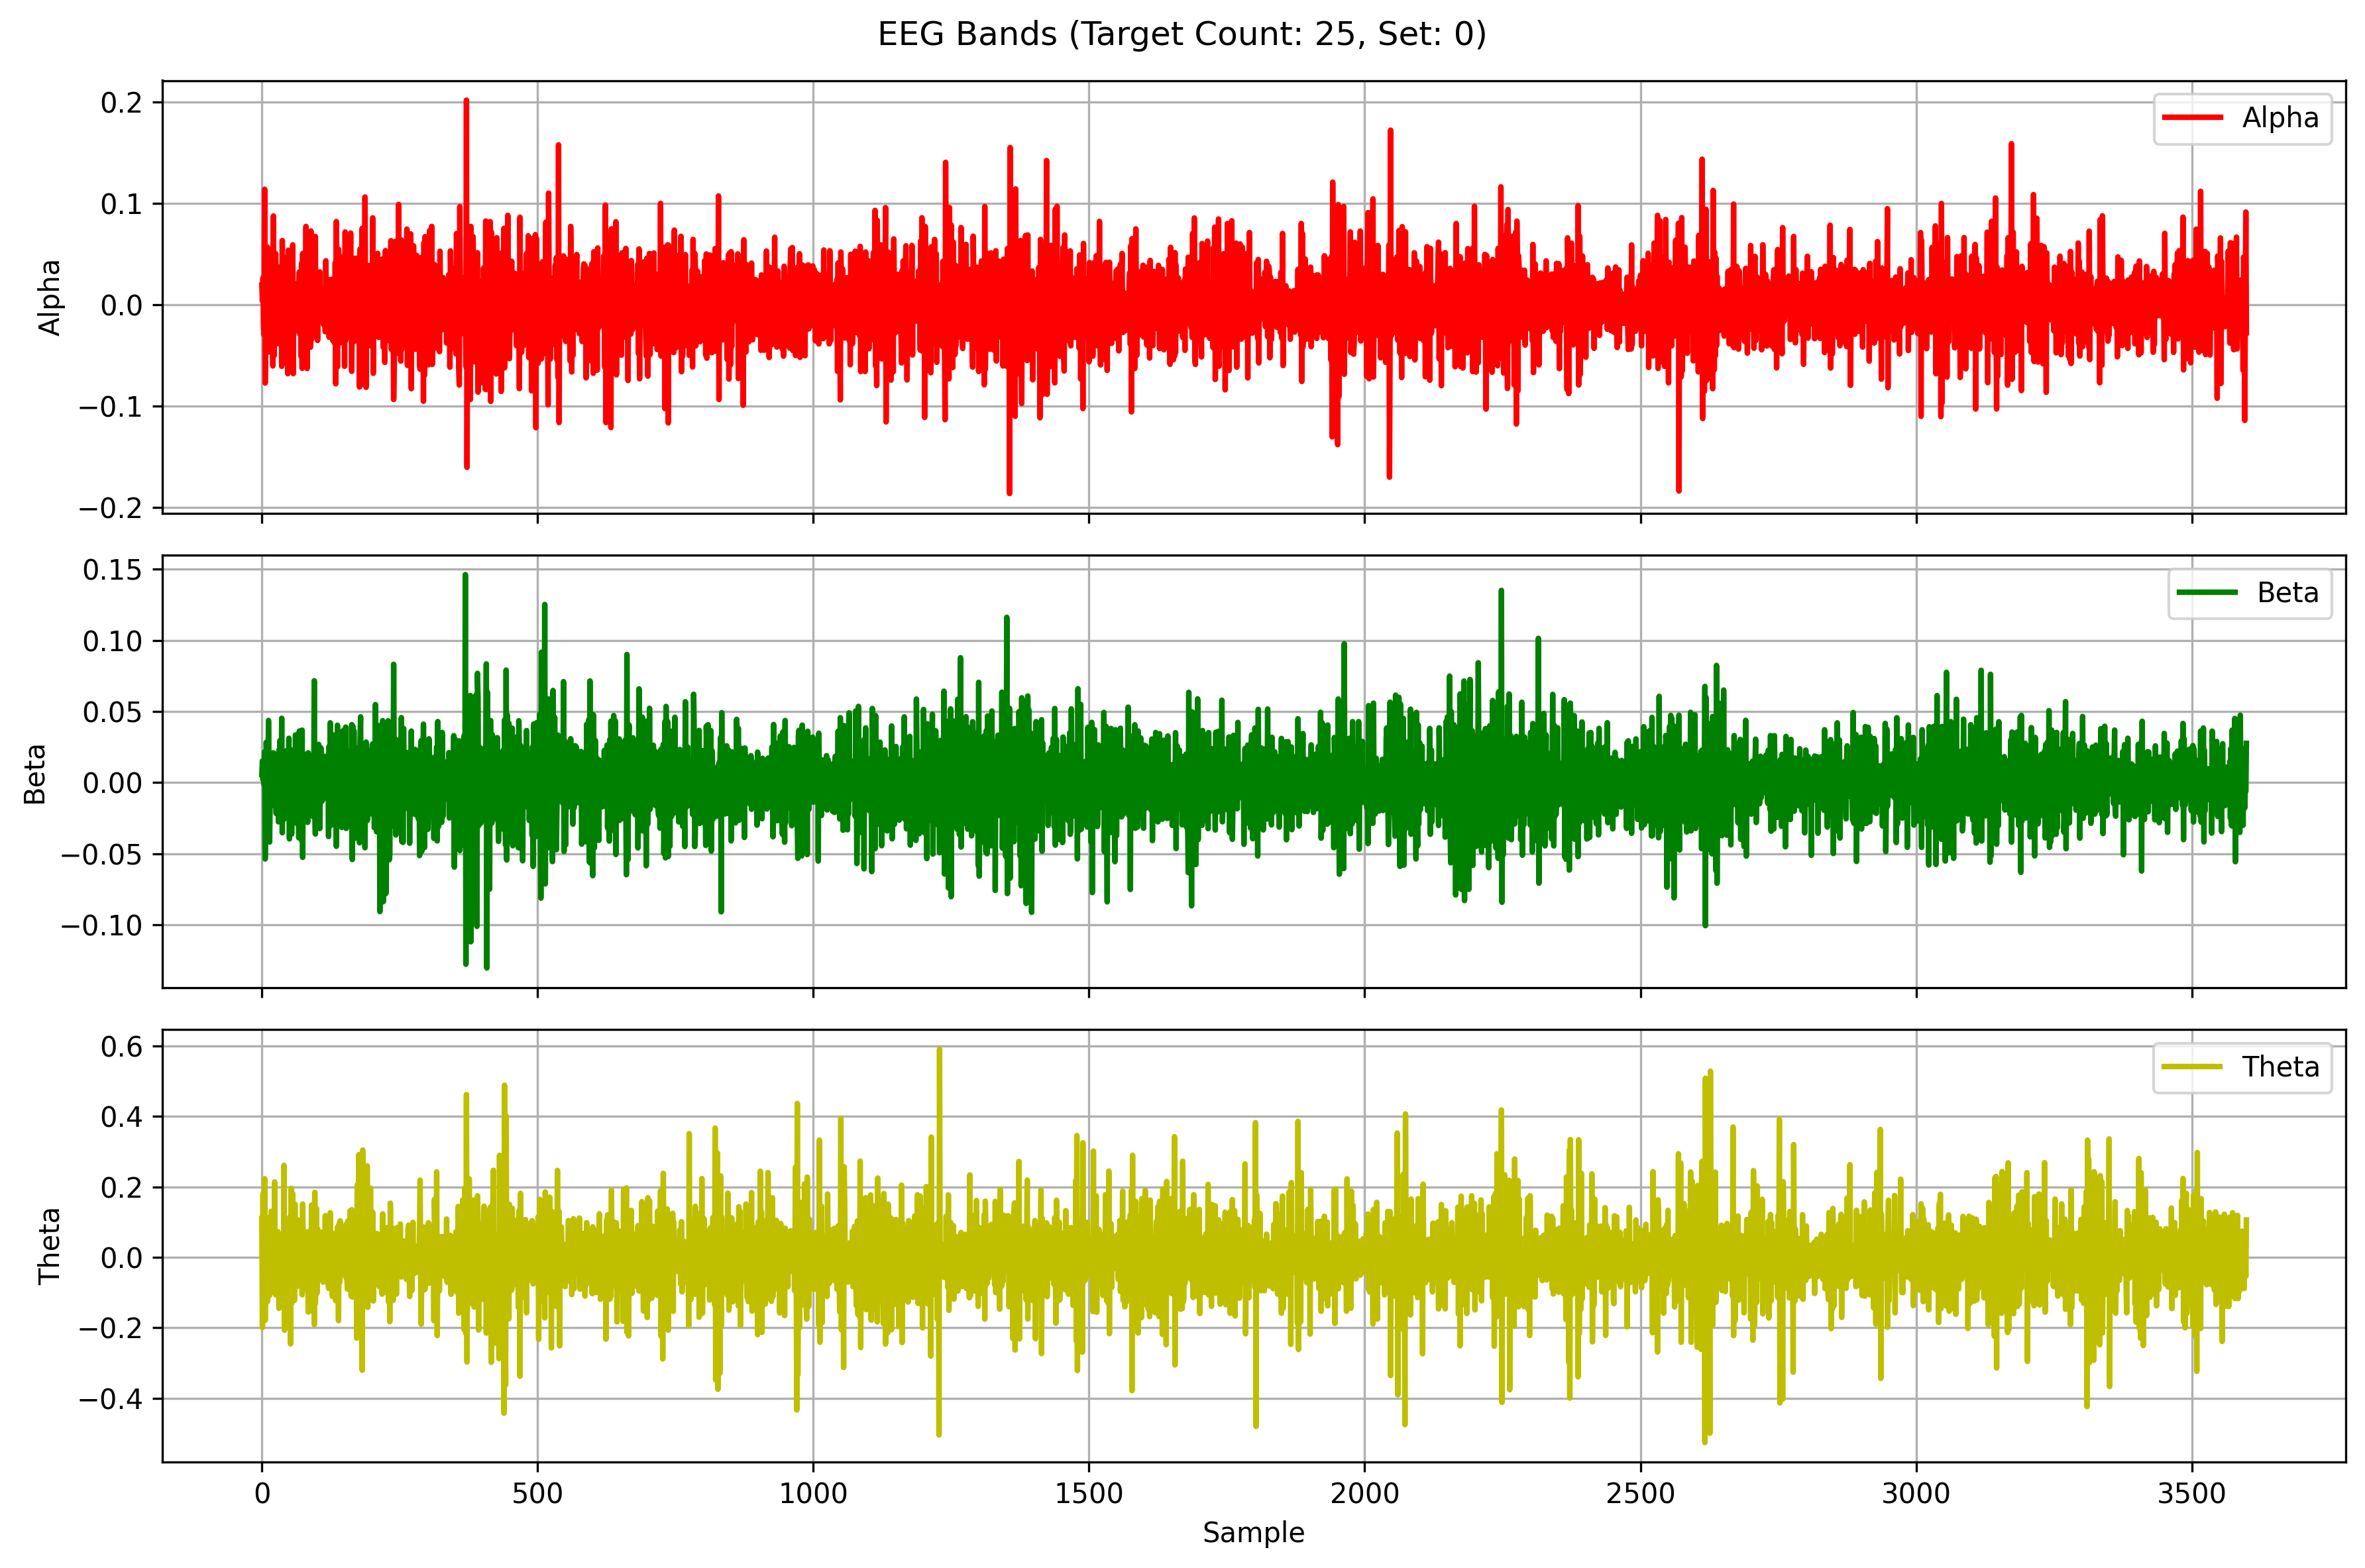 EEG Bands (Target Count: 25, Set: 0)
0.2
0.1
0.0
−0.1
−0.2
Alpha
Alpha
0.15
0.10
0.05
0.00
−0.05
−0.10
Beta
Beta
0.6
0.4
0.2
0.0
−0.2
−0.4
Theta
Theta
0 500 1000 1500 2000 2500 3000 3500
Sample